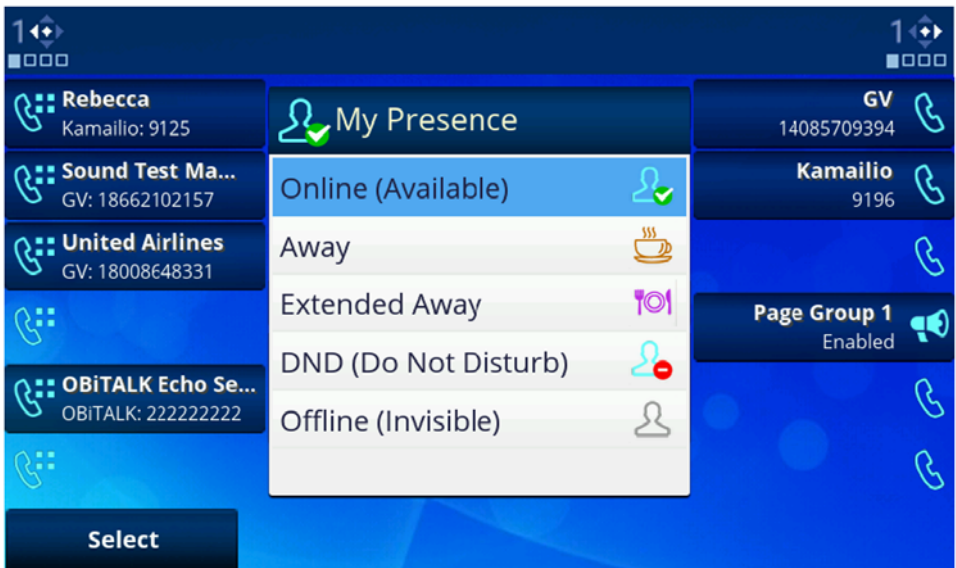 1
1
Rebecca
Kamailio: 9125
Sound Test Ma...
GV: 18662102157
United Airlines
GV: 18008648331
OBiTALK Echo Se...
OBiTALK: 222222222
My Presence
Online (Available)
Away
Extended Away
DND (Do Not Disturb)
Offline (Invisible)
GV
14085709394
Kamailio
9196
Page Group 1
Enabled
Select